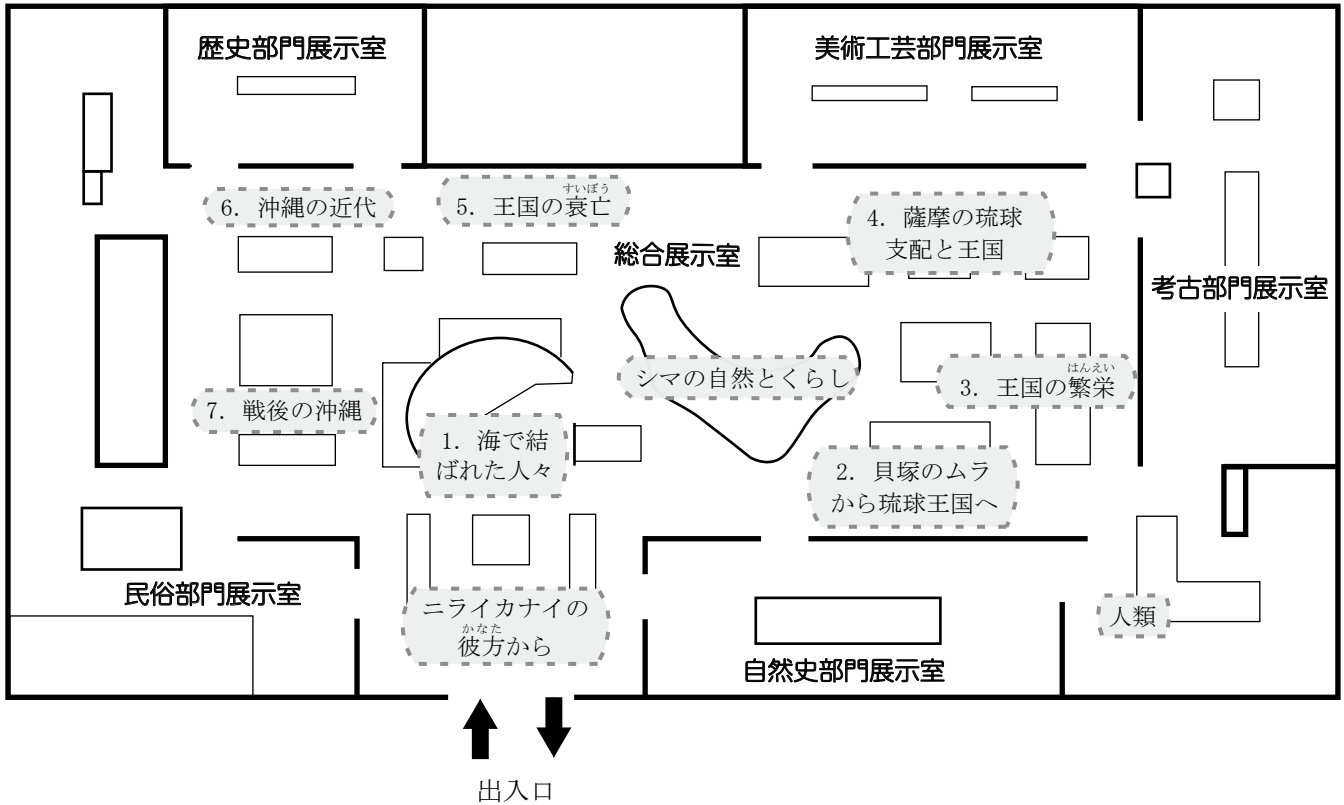 歴史部門展示室
美術工芸部門展示室
6. 沖縄の近代
すいぼう
5. 王国の衰亡
4. 薩摩の琉球
支配と王国
総合展示室
考古部門展示室
シマの自然とくらし
はんえい
3. 王国の繁栄
7. 戦後の沖縄
1. 海で結
ばれた人々
2. 貝塚のムラ
から琉球王国へ
民俗部門展示室
ニライカナイの
かなた
彼方から
人類
自然史部門展示室
出入口